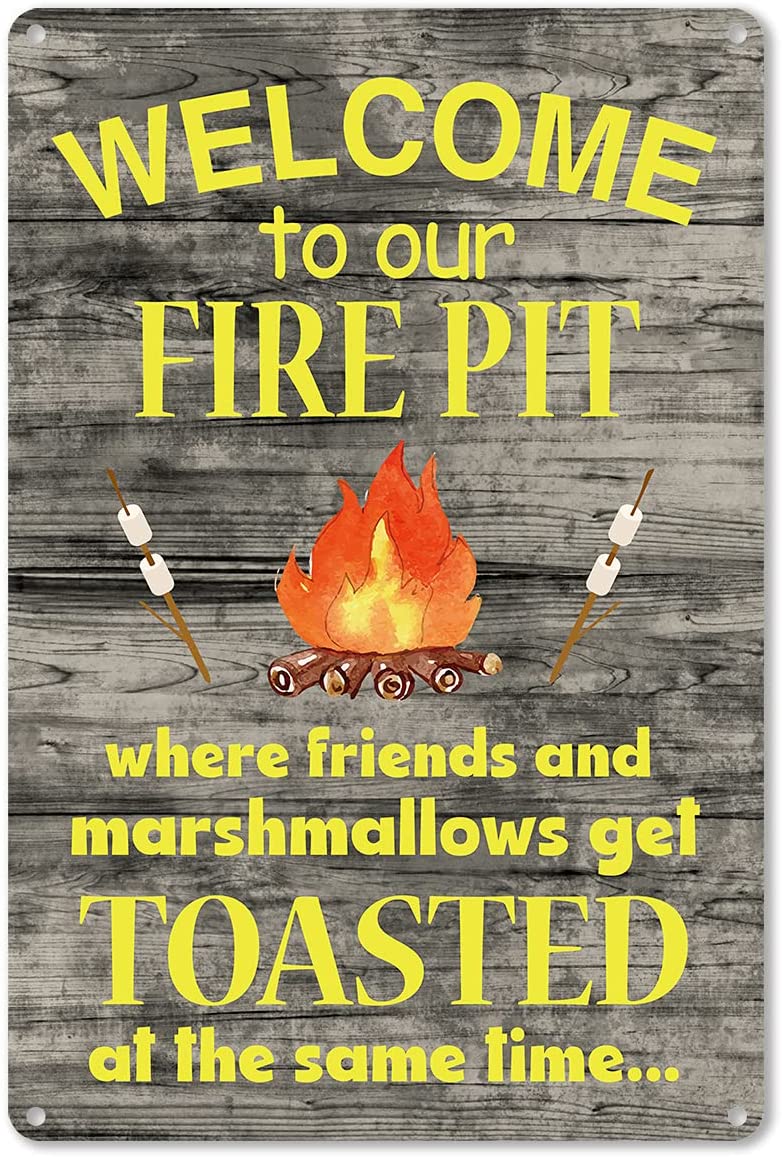 WELCOME
to our
FIRE PIT
where friends and
marshmallows get
TOASTED
at the same time...